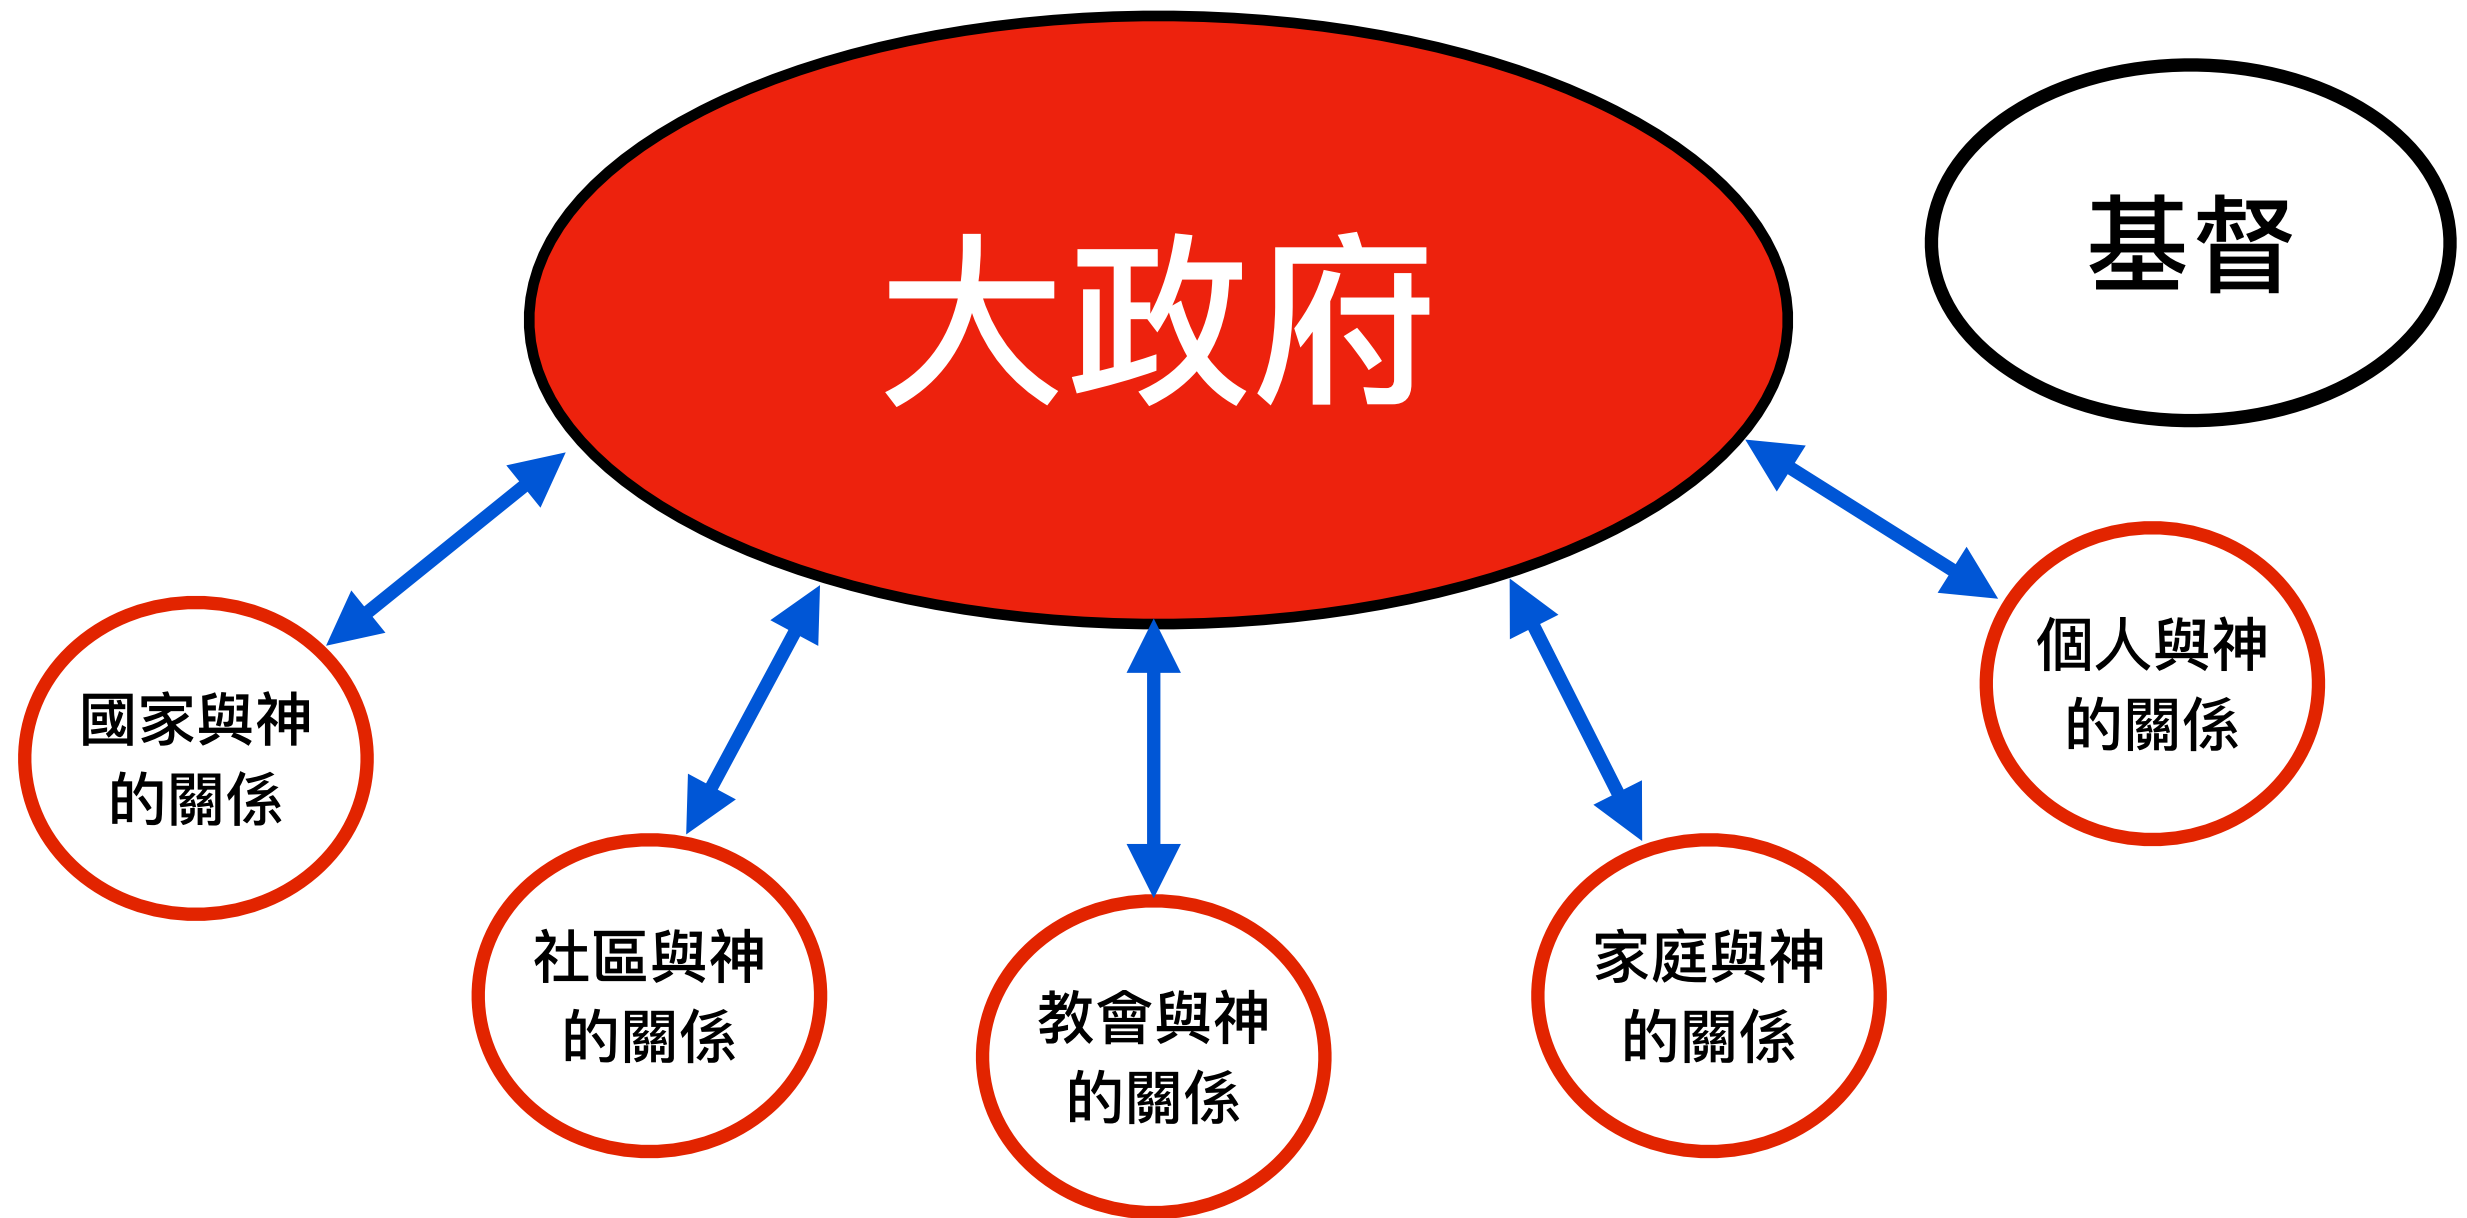 大政府
基督
國家與神
的關係
社區與神
的關係
教會與神
的關係
家庭與神
的關係
個人與神
的關係